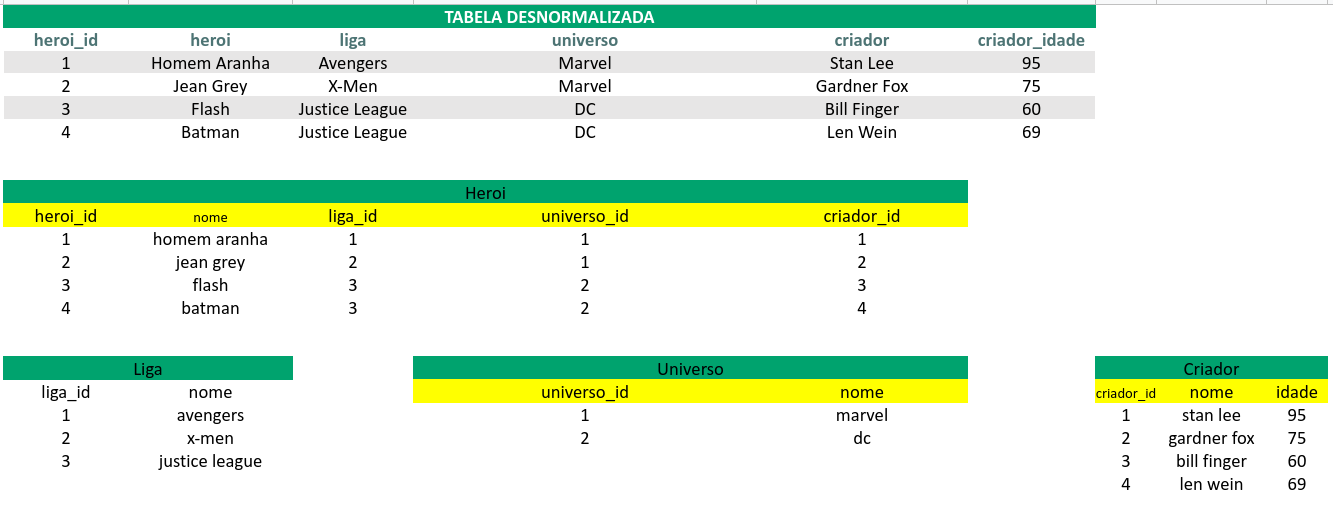 TABELA DESNORMALIZADA
heroi_id heroi liga universo criador criador_idade
1 Homem Aranha Avengers Marvel Stan Lee 95
2 Jean Grey X-Men Marvel Gardner Fox 75
3 Flash Justice League DC Bill Finger 60
4 Batman Justice League DC Len Wein 69
Heroi
heroi_id nome liga_id universo_id criador_id
1 homem aranha 1 1 1
2 jean grey 2 1 2
3 flash 3 2 3
4 batman 3 2 4
Liga
liga_id nome
1 avengers
2 x-men
3 justice league
Universo
universo_id nome
1 marvel
2 dc
Criador
criador_id nome idade
1 stan lee 95
2 gardner fox 75
3 bill finger 60
4 len wein 69